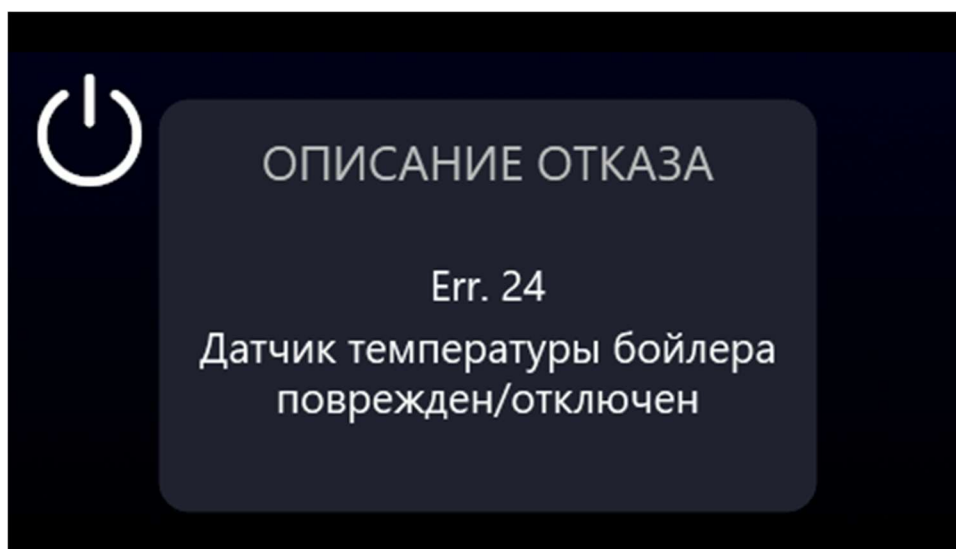 ОПИСАНИЕ ОТКАЗА
Err. 24
Датчик температуры бойлера
поврежден/отключен